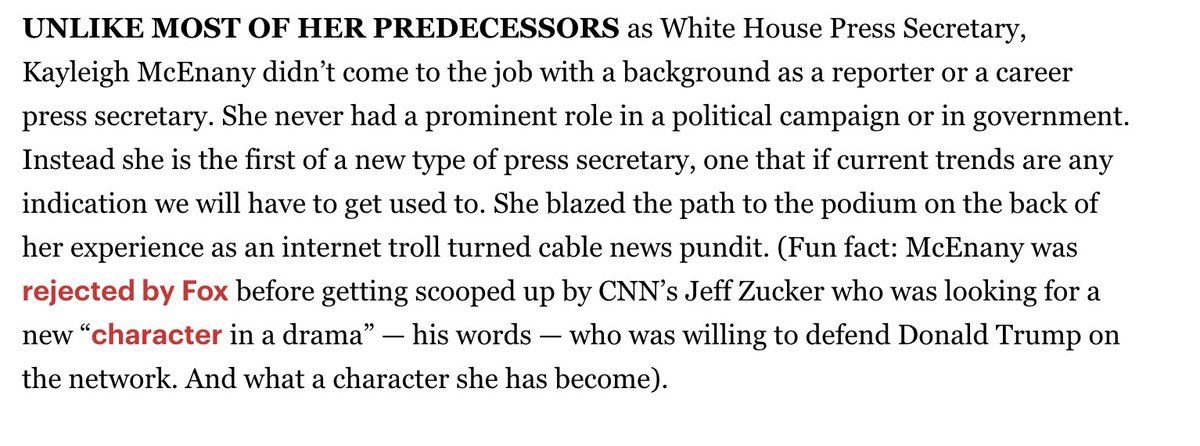 UNLIKE MOST OF HER PREDECESSORS as White House Press Secretary,
Kayleigh McEnany didn’t come to the job with a background as a reporter or a career
press secretary. She never had a prominent role in a political campaign or in government.
Instead she is the first of a new type of press secretary, one that if current trends are any
indication we will have to get used to. She blazed the path to the podium on the back of
her experience as an internet troll turned cable news pundit. (Fun fact: McEnany was
rejected by Fox before getting scooped up by CNN’s Jeff Zucker who was looking for a
new “character in a drama” — his words — who was willing to defend Donald Trump on
the network. And what a character she has become).